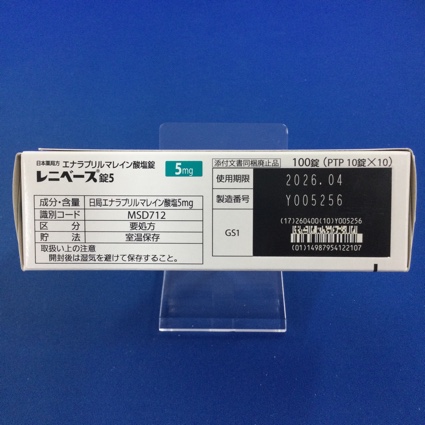 日本薬局方 エナラプリルマレイン酸塩錠
レニベース®錠5
5mg
成分・含量 日局エナラプリルマレイン酸塩5mg
識別コード MSD712
区分 要処方
貯法 室温保存
取扱い上の注意
開封後は湿気を避けて保存すること。
添付文書同梱廃止品 100錠 (PTP 10錠×10)
使用期限 2026.04
製造番号 Y005256
GS1
(17)260400(10)Y005256
(01)14987954122107